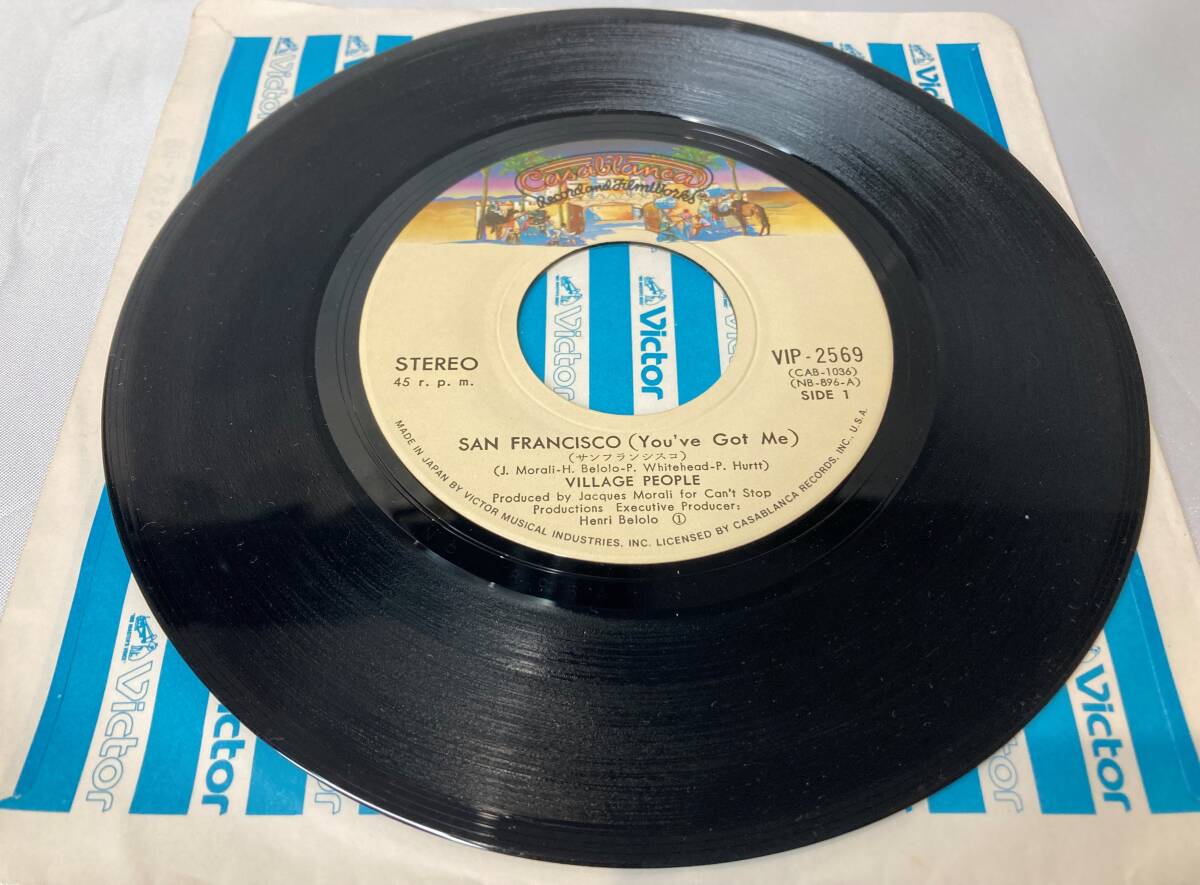 Casablanca
Record and FilmWorks
STEREO
45 r. p. m.
VIP-2569
(CAB-1036)
(NB-896-A)
SIDE 1
SAN FRANCISCO (You've Got Me)
(サンフランシスコ)
(J. Morali-H. Belolo-P. Whitehead-P. Hurtt)
VILLAGE PEOPLE
Produced by Jacques Morali for Can't Stop
Productions Executive Producer:
Henri Belolo ①
MADE IN JAPAN BY VICTOR MUSICAL INDUSTRIES, INC. LICENSED BY CASABLANCA RECORDS, INC., U.S.A.
Victor
Victor
Victor
Victor
Victor
Victor